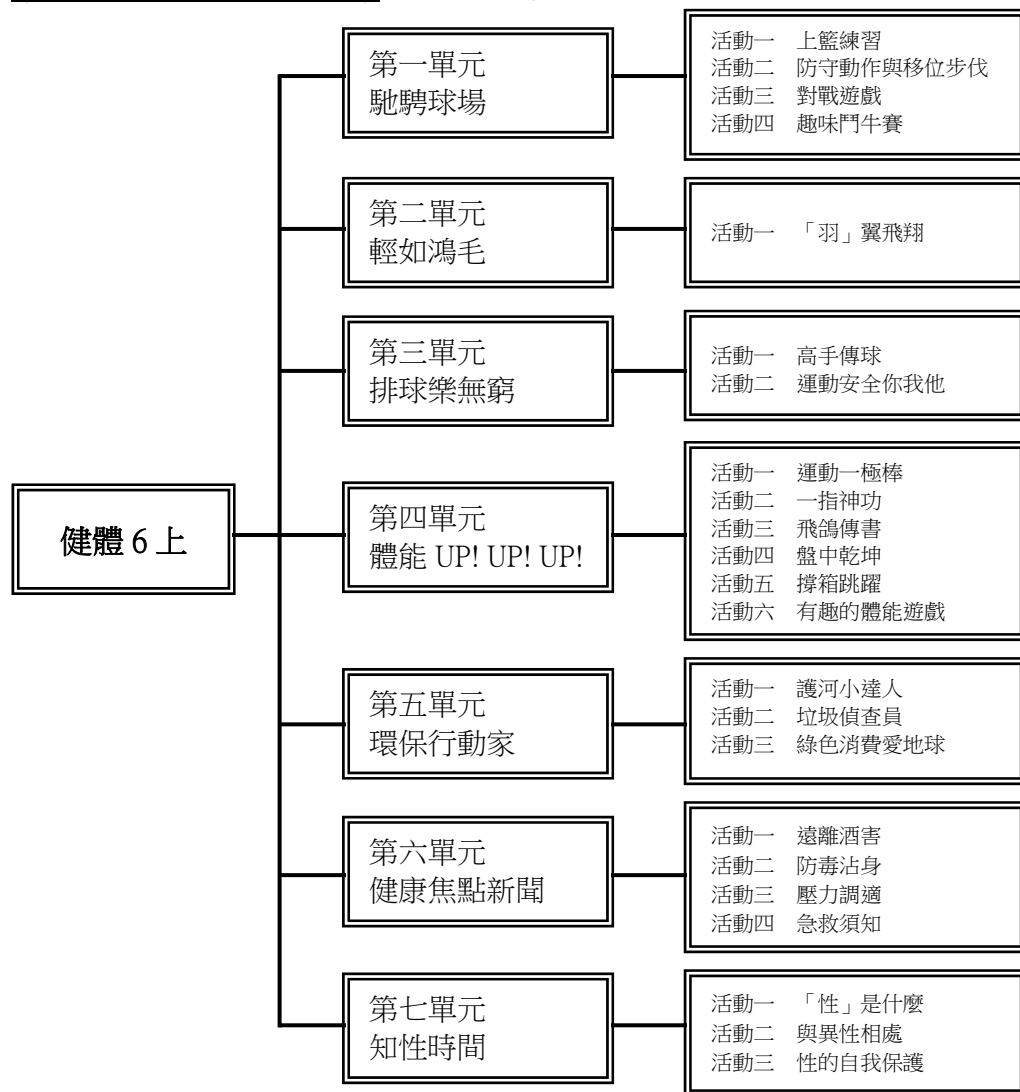 第一單元
馳騁球場
活動一 上籃練習
活動二 防守動作與移位步伐
活動三 對戰遊戲
活動四 趣味鬥牛賽
第二單元
輕如鴻毛
活動一 「羽」翼飛翔
第三單元
排球樂無窮
活動一 高手傳球
活動二 運動安全你我他
健體 6 上
第四單元
體能 UP! UP! UP!
活動一 運動一極棒
活動二 一指神功
活動三 飛鴿傳書
活動四 盤中乾坤
活動五 撐箱跳躍
活動六 有趣的體能遊戲
第五單元
環保行動家
活動一 護河小達人
活動二 垃圾偵查員
活動三 綠色消費愛地球
第六單元
健康焦點新聞
活動一 遠離酒害
活動二 防毒沾身
活動三 壓力調適
活動四 急救須知
第七單元
知性時間
活動一 「性」是什麼
活動二 與異性相處
活動三 性的自我保護